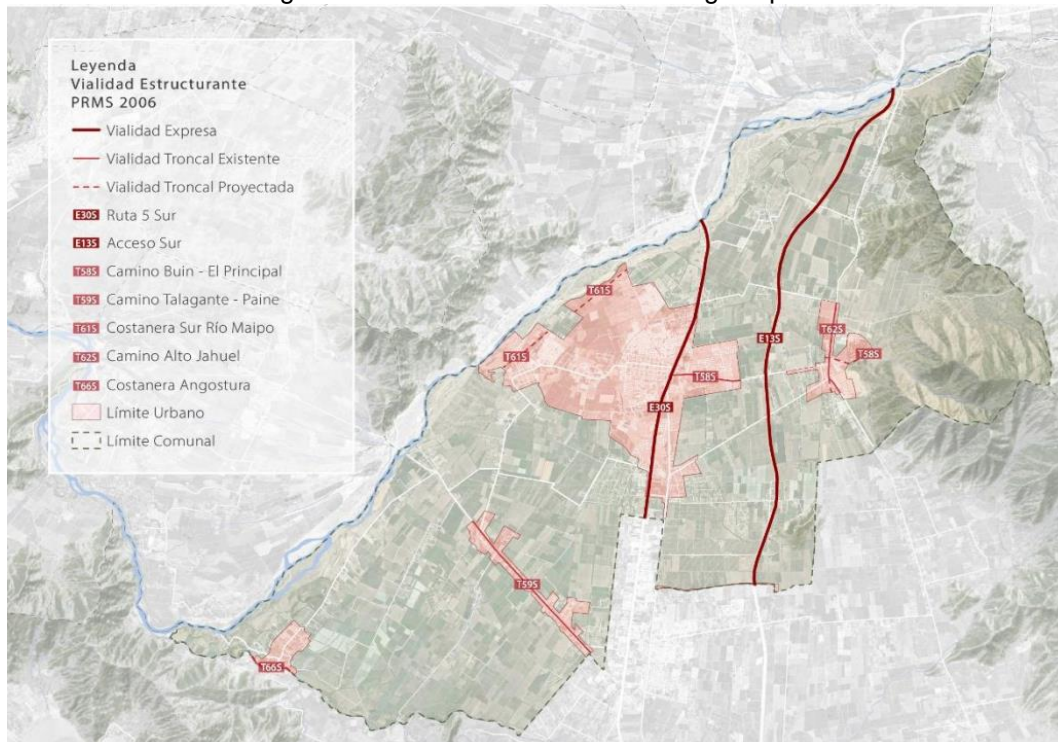 Leyenda
Vialidad Estructurante
PRMS 2006
Vialidad Expresa
Vialidad Troncal Existente
Vialidad Troncal Proyectada
E30S Ruta 5 Sur
E13S Acceso Sur
T58S Camino Buin - El Principal
T59S Camino Talagante - Paine
T61S Costanera Sur Río Maipo
T62S Camino Alto Jahuel
T66S Costanera Angostura
Límite Urbano
Límite Comunal
T61S
T61S
T62S
E13S
T58S
T58S
E30S
T59S
T66S